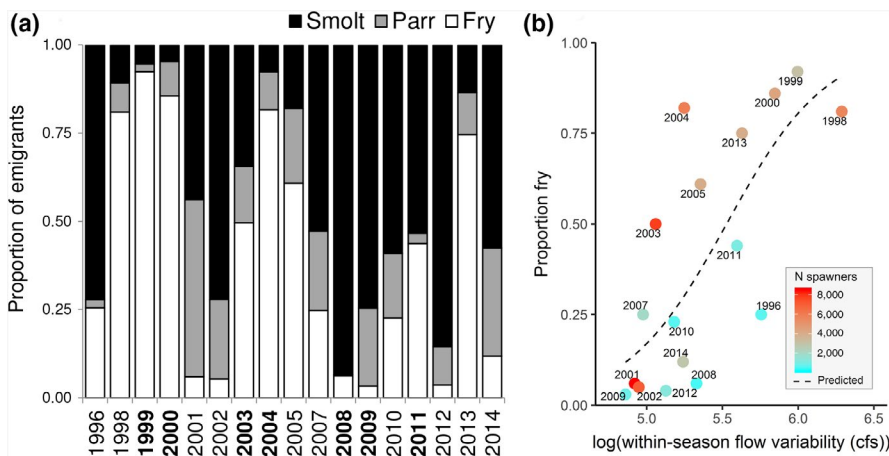 (a)
Smolt Parr Fry
Proportion of emigrants
1.00
0.75
0.50
0.25
0.00
1996 1998 1999 2000 2001 2002 2003 2004 2005 2007 2008 2009 2010 2011 2012 2013 2014
(b)
Proportion fry
1.00
0.75
0.50
0.25
0.00
1999
2000
1998
2004
2013
2005
2003
2011
2007
2010
1996
2014
2001
2008
2009 2002 2012
N spawners
8,000
6,000
4,000
2,000
Predicted
5.0 5.5 6.0 6.5
log(within-season flow variability (cfs))